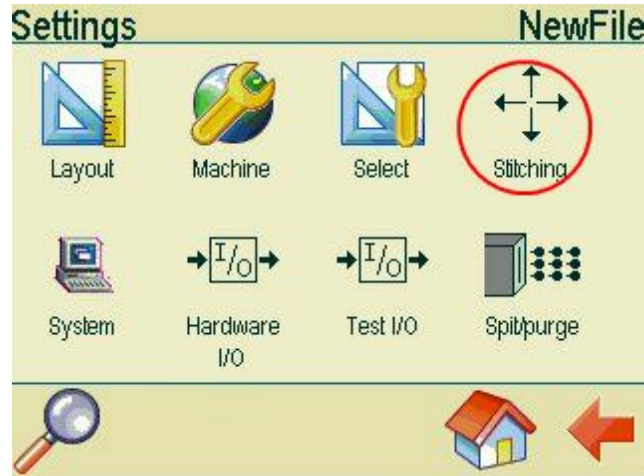 Settings NewFile
Layout Machine Select Stitching
System Hardware I/O Test I/O Spit/purge
I/O I/O